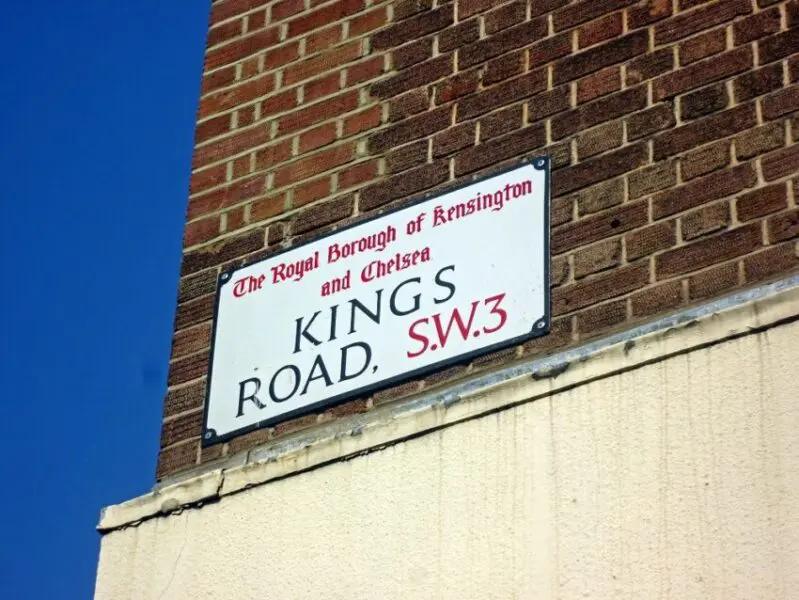 The Royal Borough of Kensington
and Chelsea
KINGS
ROAD, S.W.3